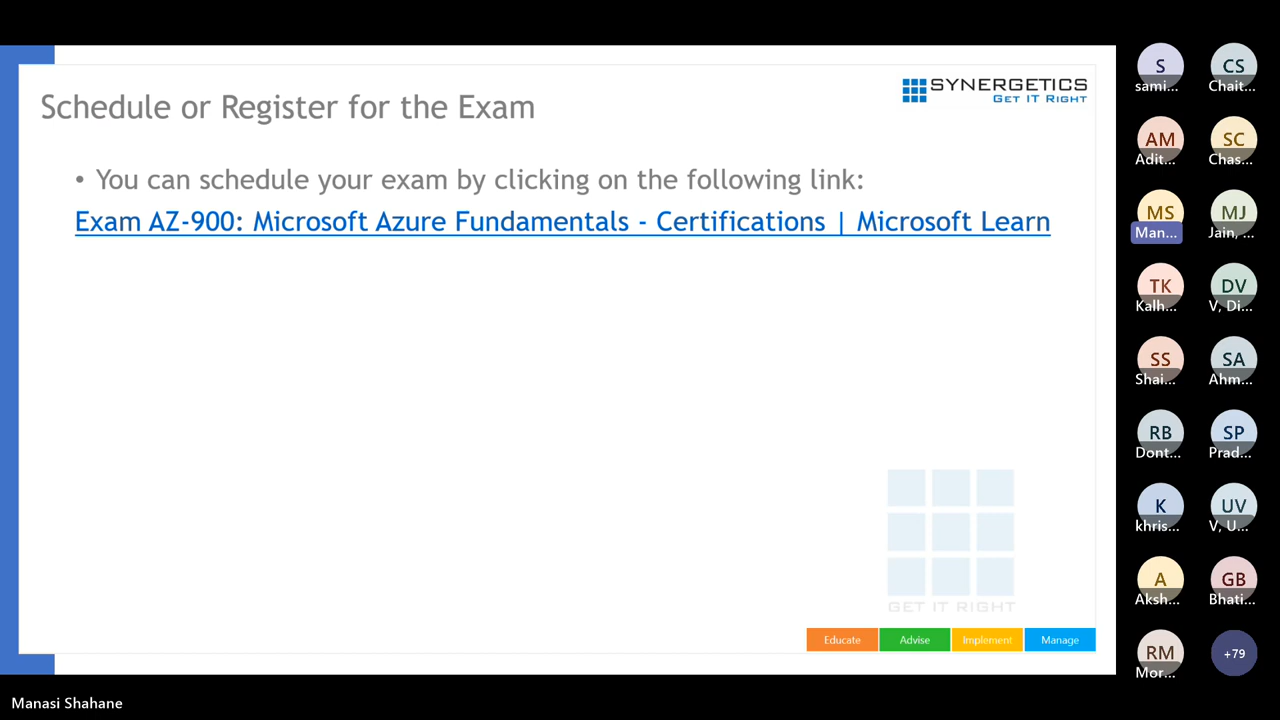 SYNERGETICS
GET IT RIGHT
Schedule or Register for the Exam
• You can schedule your exam by clicking on the following link:
Exam AZ-900: Microsoft Azure Fundamentals - Certifications | Microsoft Learn
GET IT RIGHT
Educate Advise Implement Manage
S CS
sami... Chait...
AM SC
Adit... Chas...
MS MJ
Man... Jain, ...
TK DV
Kalh... V, Di...
SS SA
Shai... Ahm...
RB SP
Dont... Prad...
K UV
khris... V, U...
A GB
Aksh... Bhati...
RM +79
Mor...
Manasi Shahane